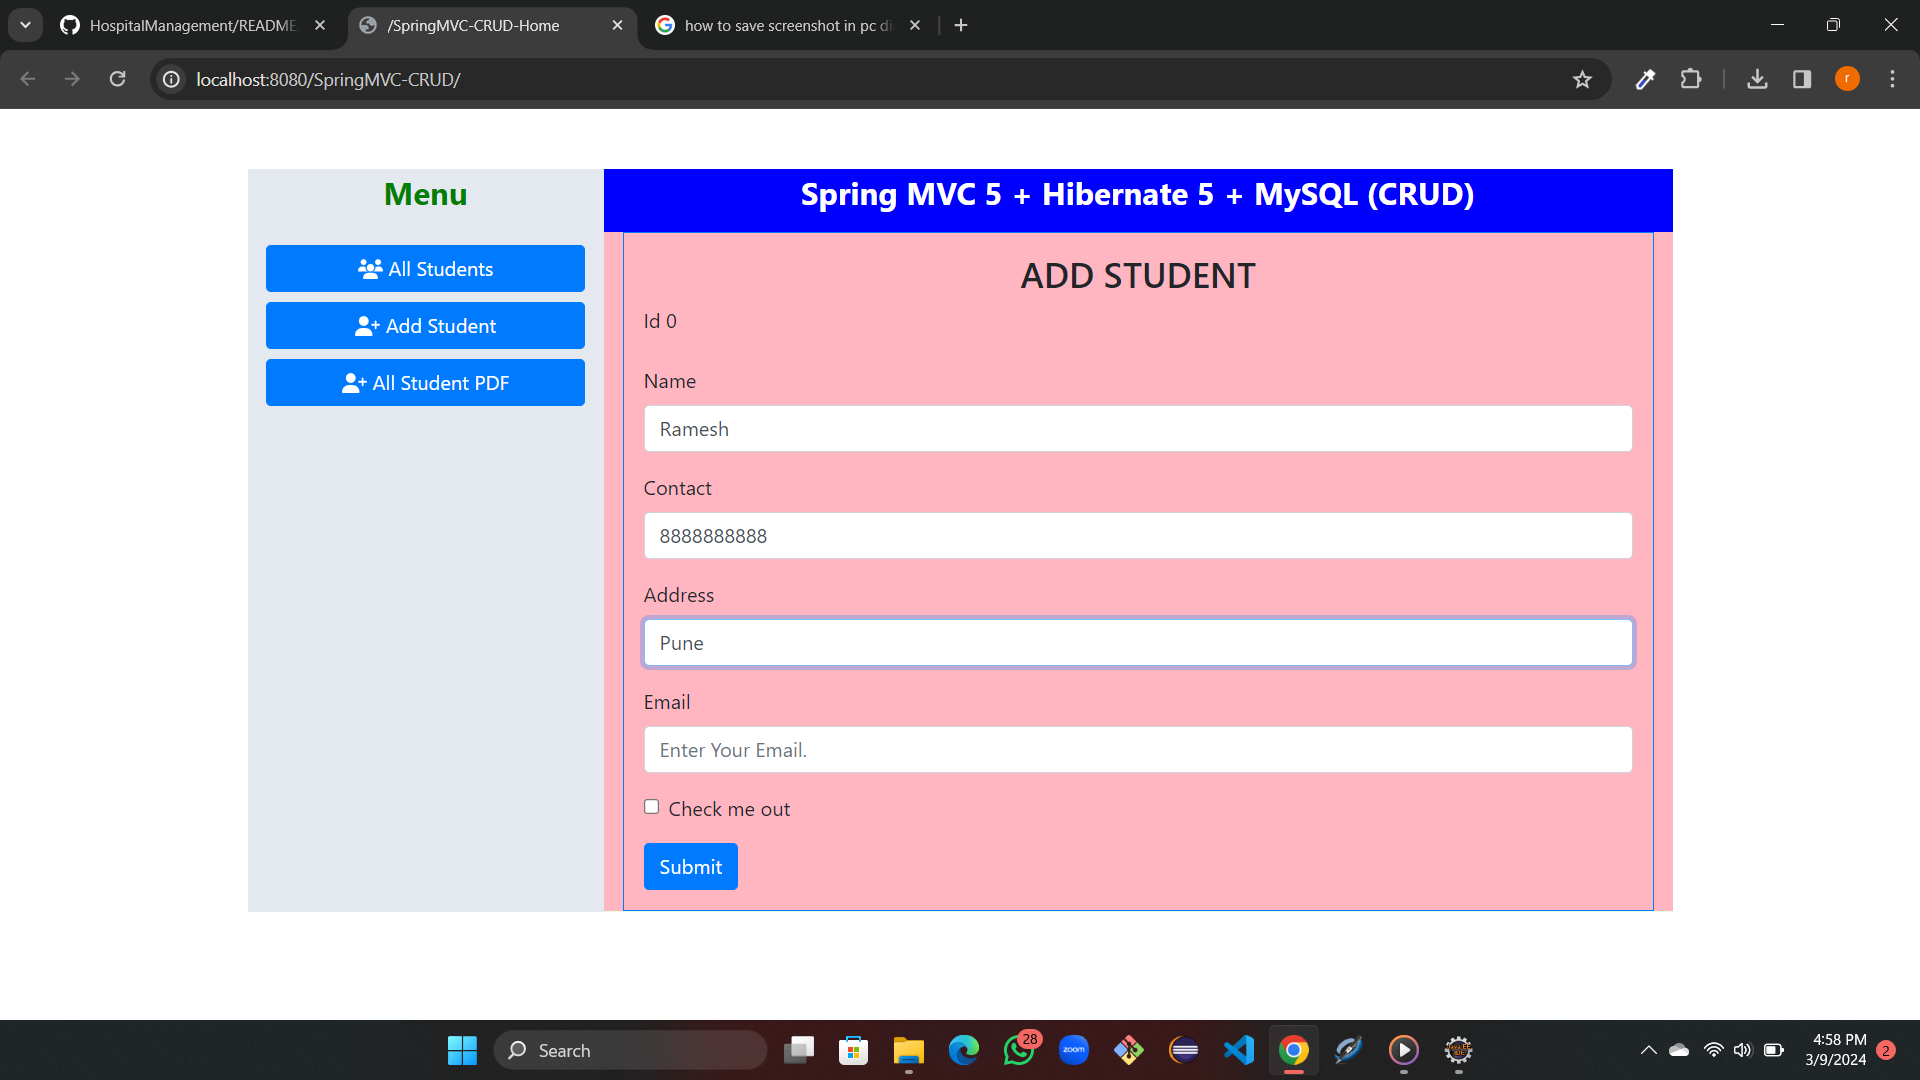 HospitalManagement/README.
/SpringMVC-CRUD-Home
how to save screenshot in pc di
localhost:8080/SpringMVC-CRUD/
r
Menu
All Students
Add Student
All Student PDF
Spring MVC 5 + Hibernate 5 + MySQL (CRUD)
ADD STUDENT
Id 0
Name
Ramesh
Contact
8888888888
Address
Pune
Email
Enter Your Email.
Check me out
Submit
Search
28
zoom
4:58 PM
3/9/2024
2